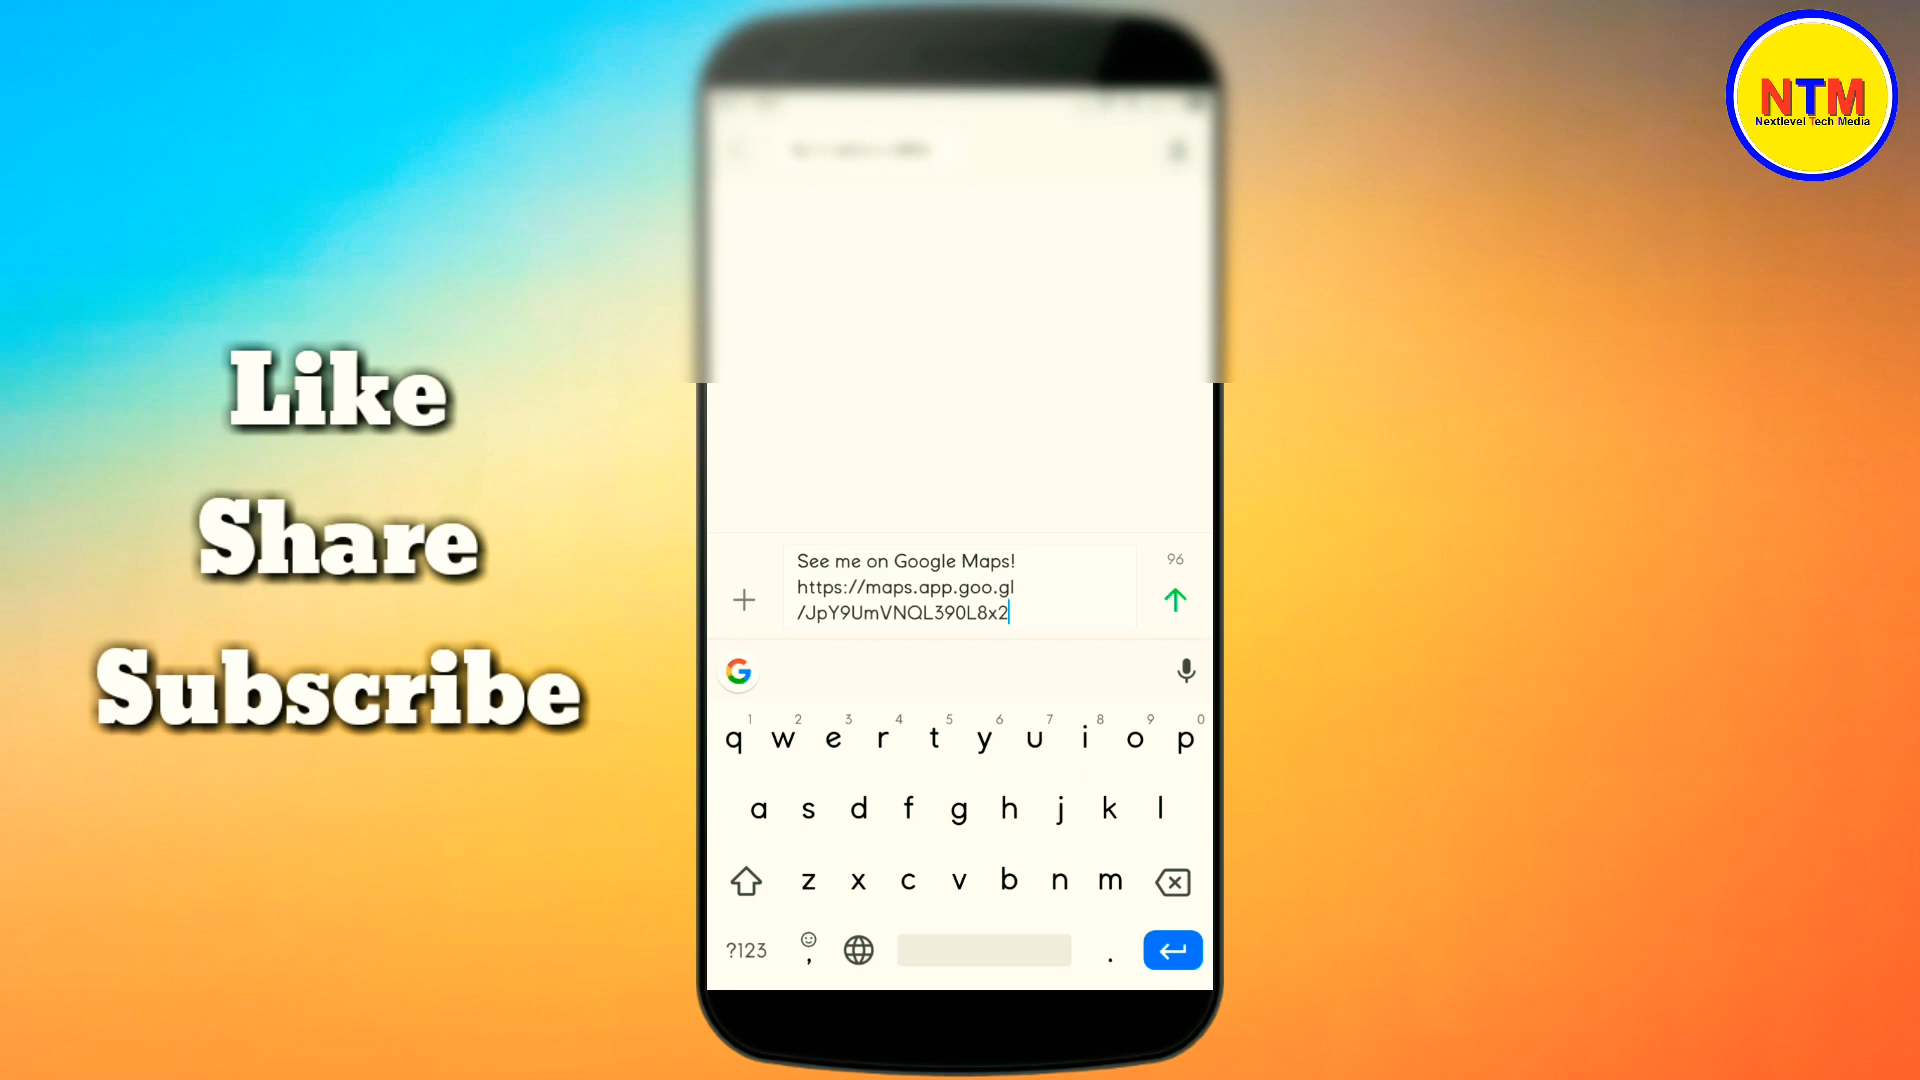 NTM
Nextlevel Tech Media
Like
Share
Subscribe
See me on Google Maps!
96
https://maps.app.goo.gl
/JpY9UmVNQL390L8x2
G
1 2 3 4 5 6 7 8 9 0
q w e r t y u i o p
a s d f g h j k l
z x c v b n m
?123 , .